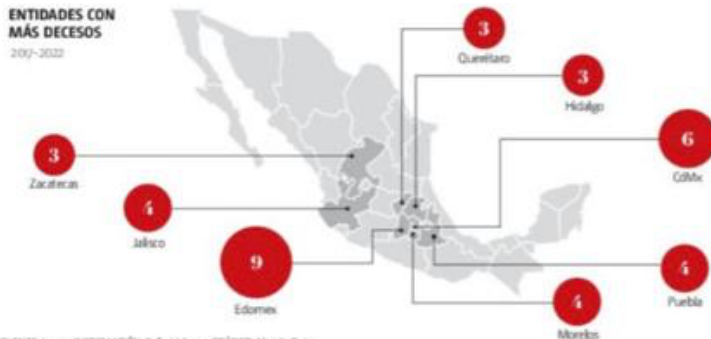 ENTIDADES CON
MÁS DECESOS
2017-2022
3
Querétaro
3
Hidalgo
6
CdMx
3
Zacatecas
4
Jalisco
9
Edomex
4
Puebla
4
Morelos